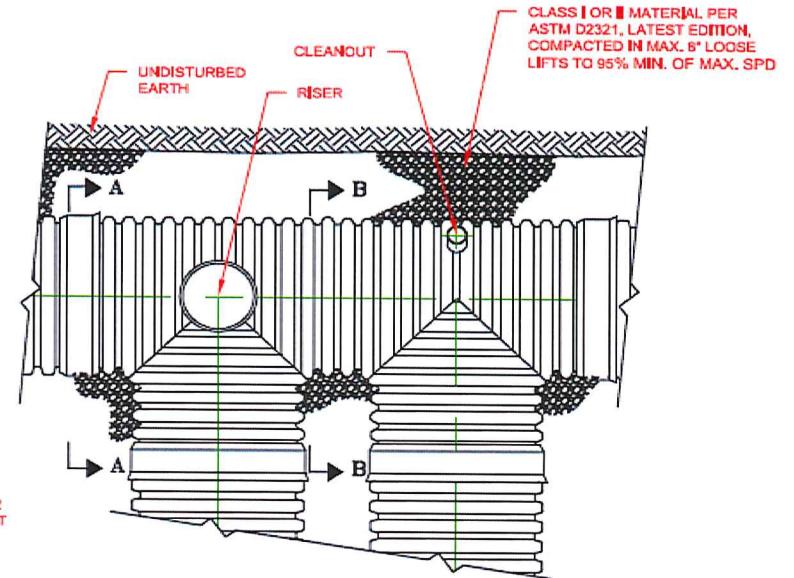 CLASS I OR II MATERIAL PER
ASTM D2321, LATEST EDITION,
COMPACTED IN MAX. 6" LOOSE
LIFTS TO 95% MIN. OF MAX. SPD
CLEANOUT
UNDISTURBED
EARTH
RISER
A
B
A
B